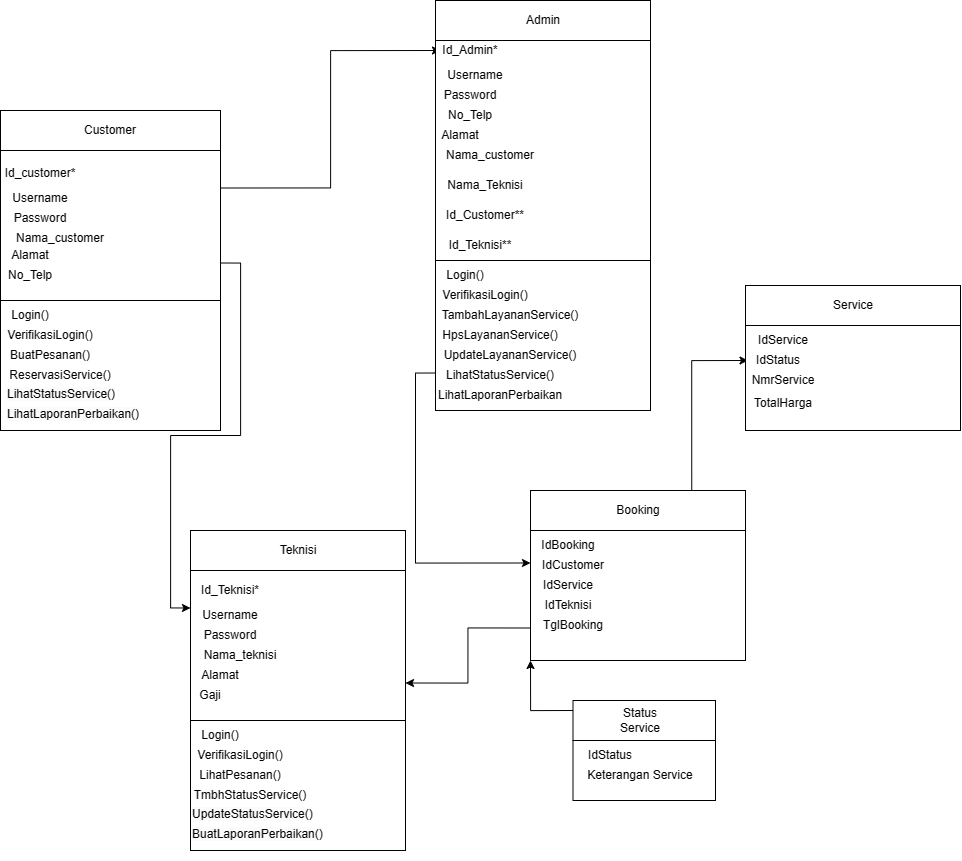 Admin
Id_Admin*
Username
Password
No_Telp
Alamat
Nama_customer
Nama_Teknisi
Id_Customer**
Id_Teknisi**
Login()
VerifikasiLogin()
TambahLayananService()
HpsLayananService()
UpdateLayananService()
LihatStatusService()
LihatLaporanPerbaikan
Customer
Id_customer*
Username
Password
Nama_customer
Alamat
No_Telp
Login()
VerifikasiLogin()
BuatPesanan()
ReservasiService()
LihatStatusService()
LihatLaporanPerbaikan()
Service
IdService
IdStatus
NmrService
TotalHarga
Booking
IdBooking
IdCustomer
IdService
IdTeknisi
TglBooking
Teknisi
Id_Teknisi*
Username
Password
Nama_teknisi
Alamat
Gaji
Login()
VerifikasiLogin()
LihatPesanan()
TmbhStatusService()
UpdateStatusService()
BuatLaporanPerbaikan()
Status
Service
IdStatus
Keterangan Service